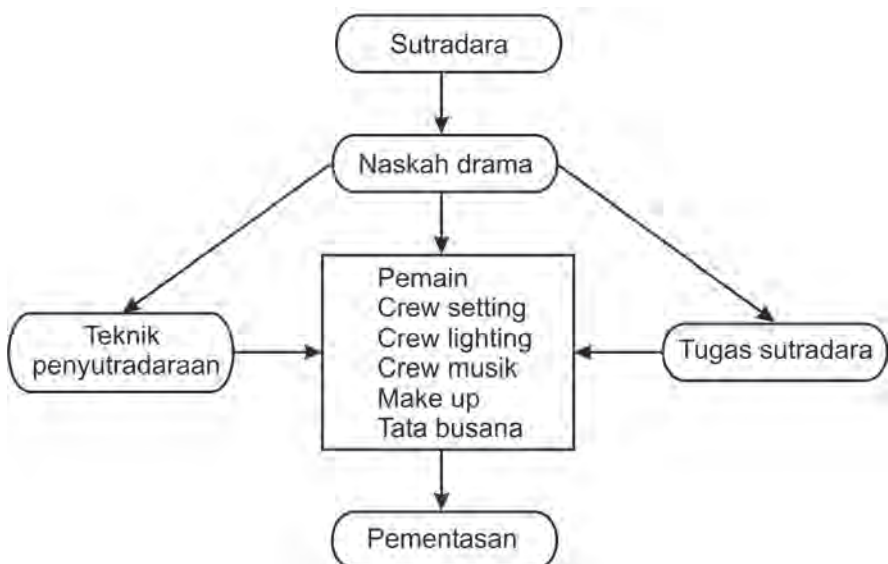 Sutradara
Naskah drama
Teknik
penyutradaraan
Pemain
Crew setting
Crew lighting
Crew musik
Make up
Tata busana
Tugas sutradara
Pementasan